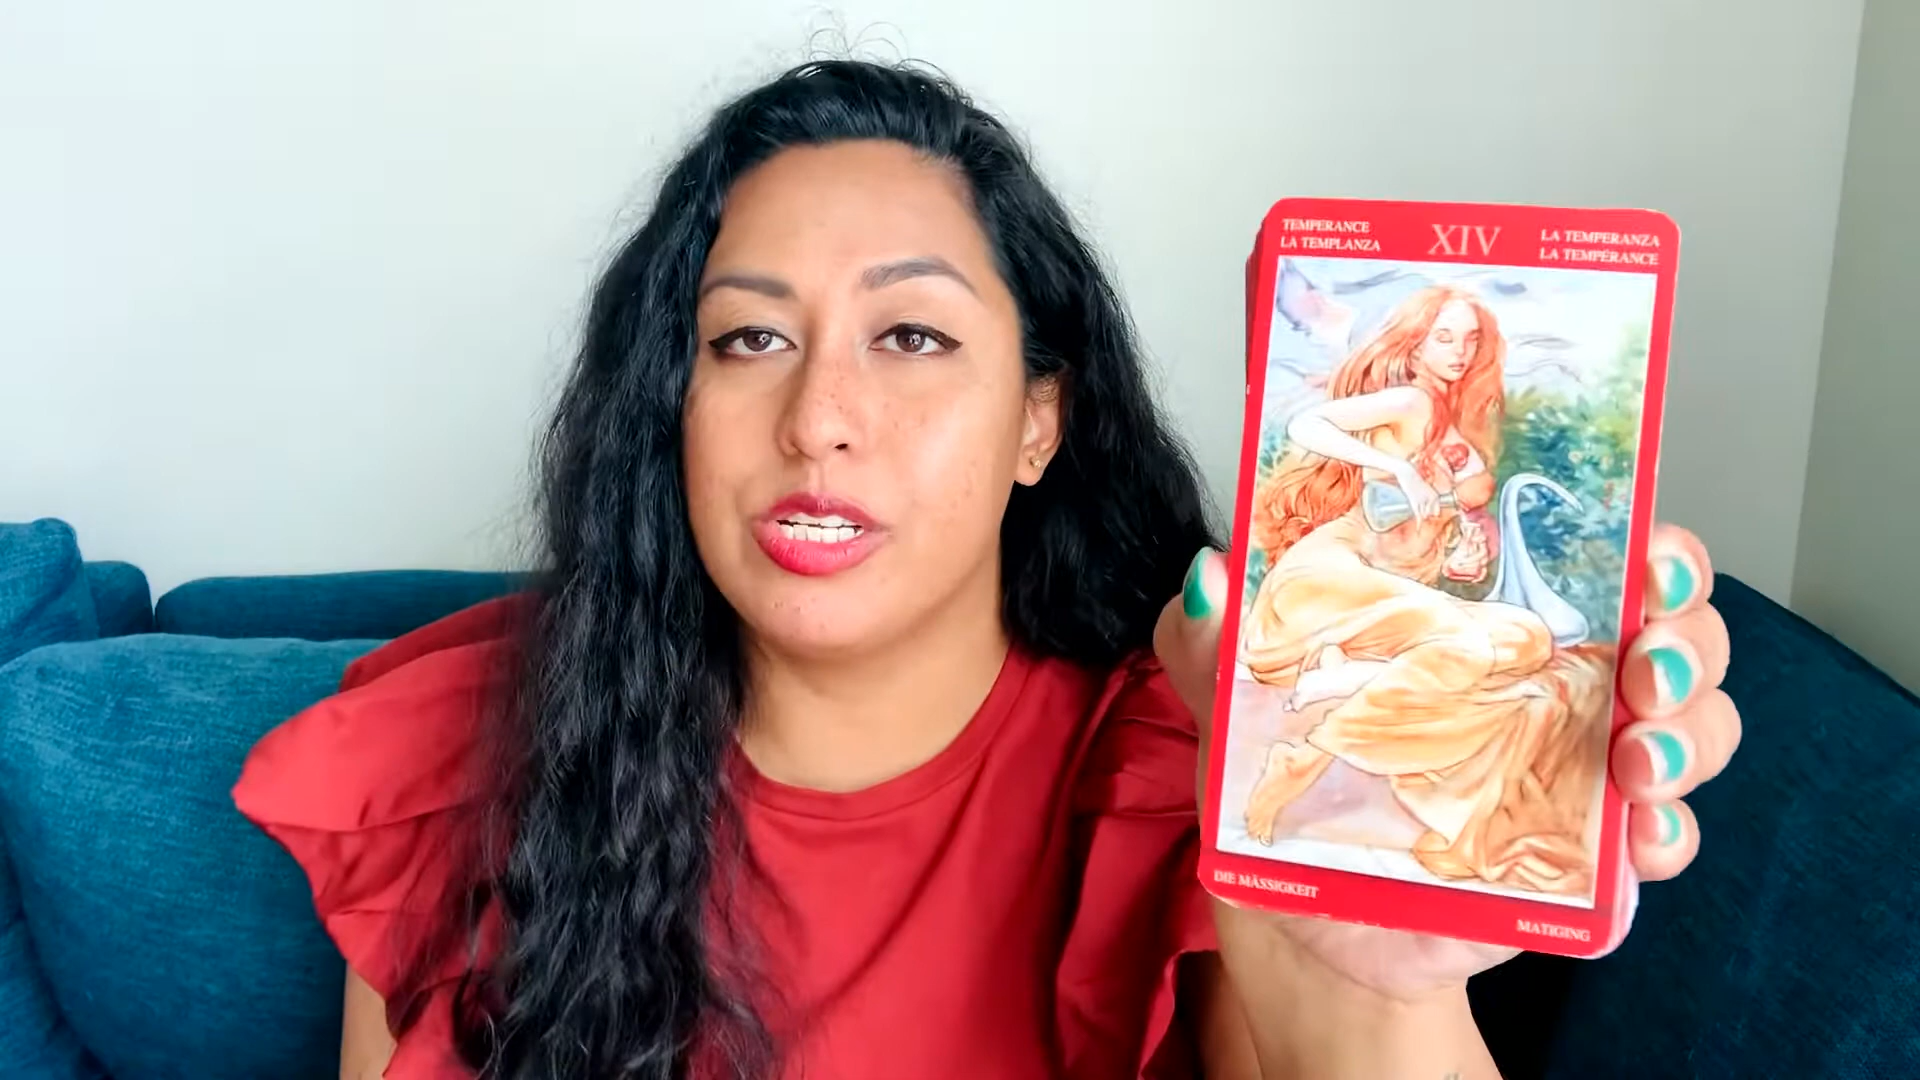 TEMPERANCE
LA TEMPLANZA
XIV
LA TEMPERANZA
LA TEMPÉRANCE
DIE MÄSSIGKEIT
MATIGING